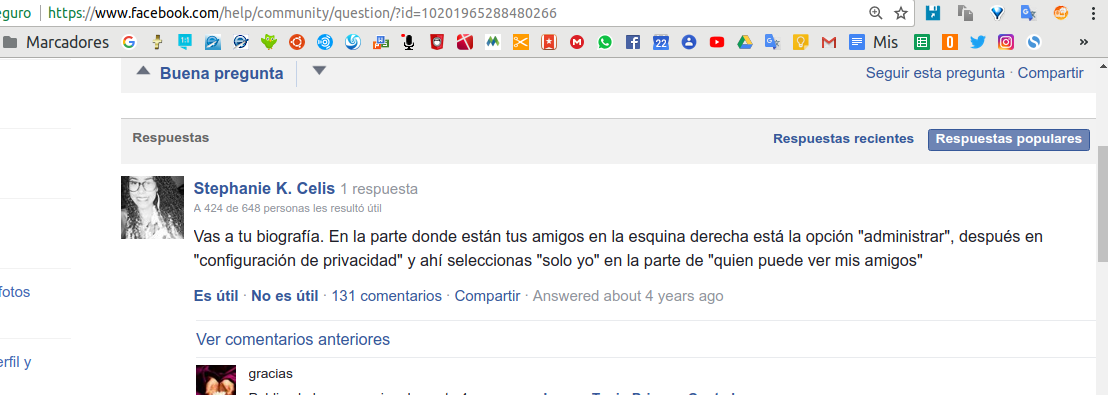 eguro https://www.facebook.com/help/community/question/?id=10201965288480266
Marcadores 22 Mis »
Buena pregunta Seguir esta pregunta · Compartir
Respuestas Respuestas recientes Respuestas populares
Stephanie K. Celis 1 respuesta
A 424 de 648 personas les resultó útil
Vas a tu biografía. En la parte donde están tus amigos en la esquina derecha está la opción "administrar", después en
"configuración de privacidad" y ahí seleccionas "solo yo" en la parte de "quien puede ver mis amigos"
fotos
Es útil · No es útil · 131 comentarios · Compartir · Answered about 4 years ago
Ver comentarios anteriores
erfil y
gracias